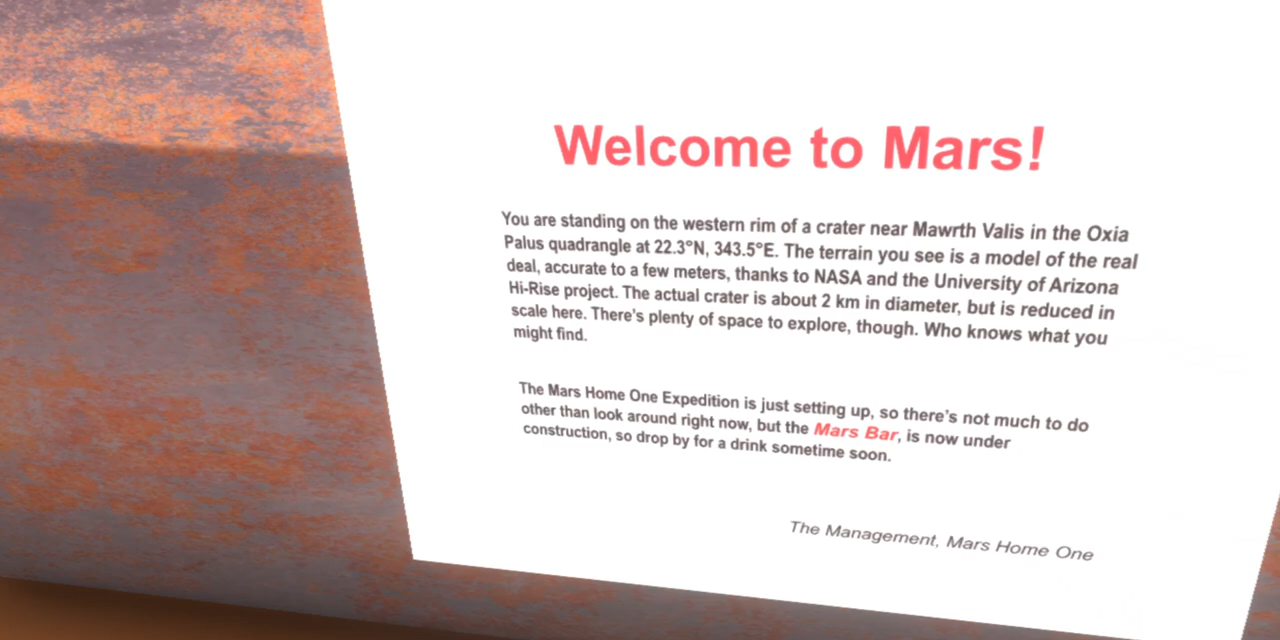 Welcome to Mars!
You are standing on the western rim of a crater near Mawrth Valis in the Oxia
Palus quadrangle at 22.3°N, 343.5°E. The terrain you see is a model of the real
deal, accurate to a few meters, thanks to NASA and the University of Arizona
Hi-Rise project. The actual crater is about 2 km in diameter, but is reduced in
scale here. There's plenty of space to explore, though. Who knows what you
might find.
The Mars Home One Expedition is just setting up, so there's not much to do
other than look around right now, but the Mars Bar, is now under
construction, so drop by for a drink sometime soon.
The Management, Mars Home One